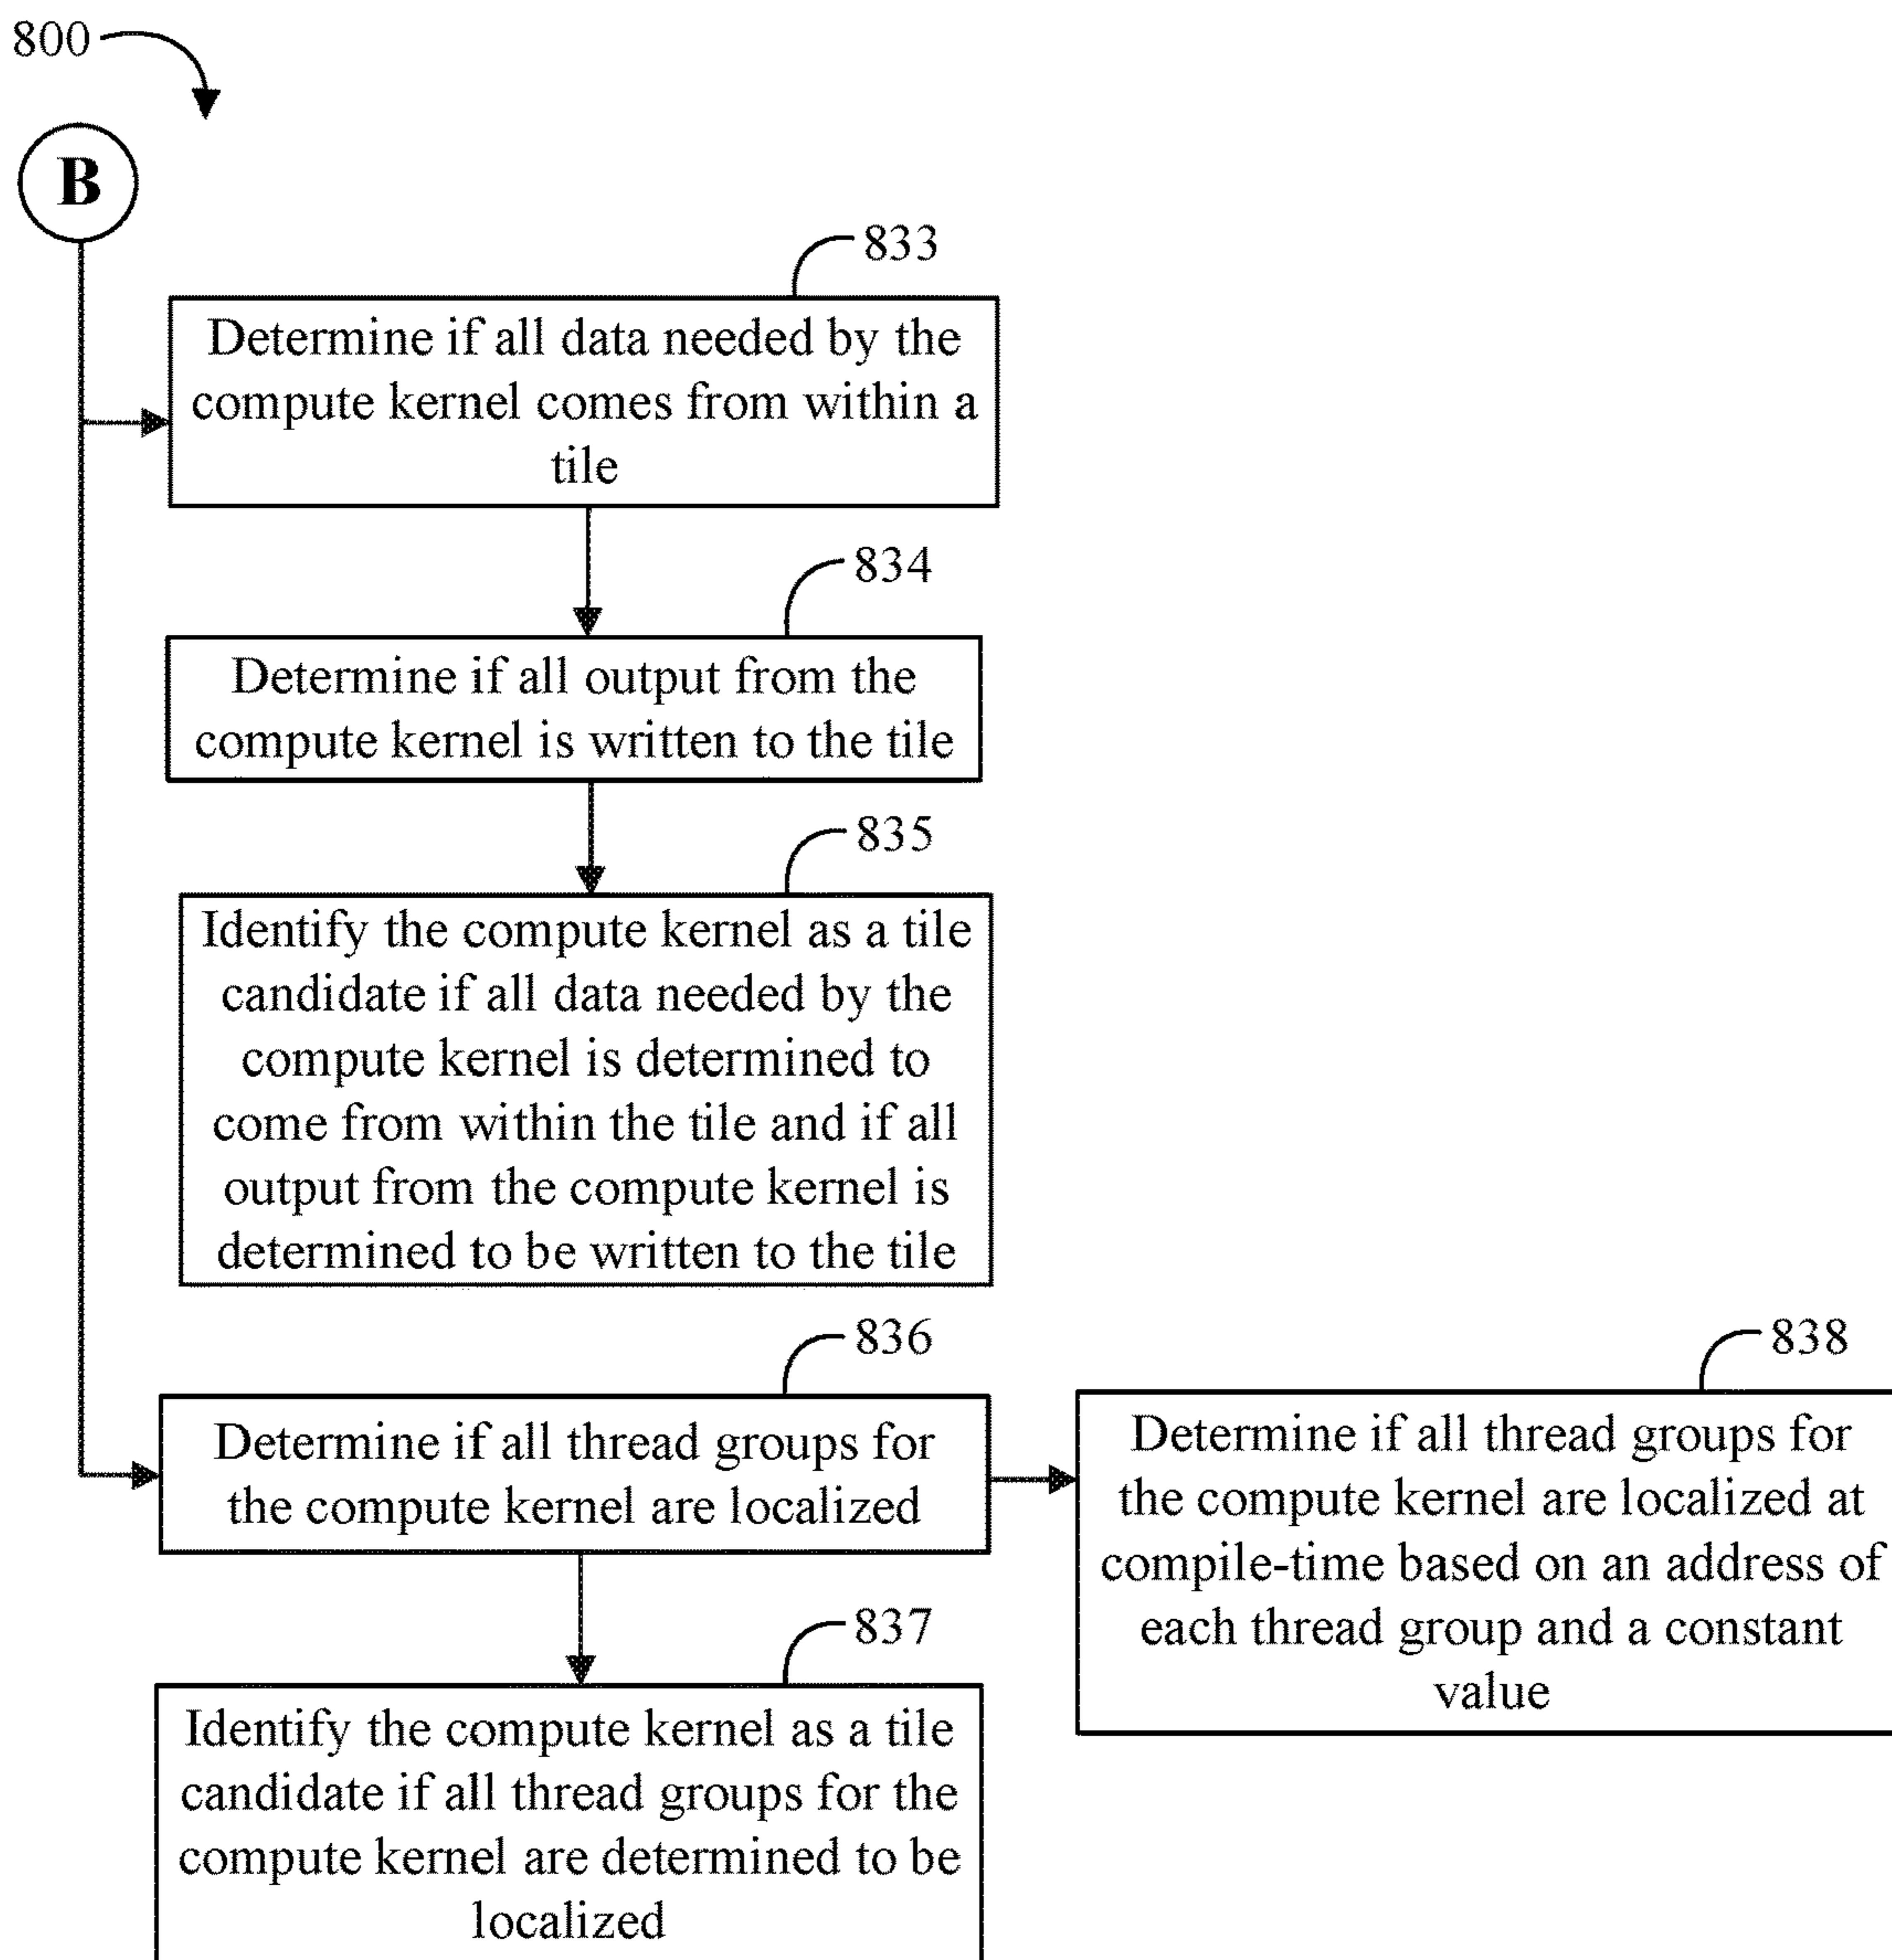 800
B
833
Determine if all data needed by the
compute kernel comes from within a
tile
834
Determine if all output from the
compute kernel is written to the tile
835
Identify the compute kernel as a tile
candidate if all data needed by the
compute kernel is determined to
come from within the tile and if all
output from the compute kernel is
determined to be written to the tile
836
Determine if all thread groups for
the compute kernel are localized
838
Determine if all thread groups for
the compute kernel are localized at
compile-time based on an address of
each thread group and a constant
value
837
Identify the compute kernel as a tile
candidate if all thread groups for the
compute kernel are determined to be
localized